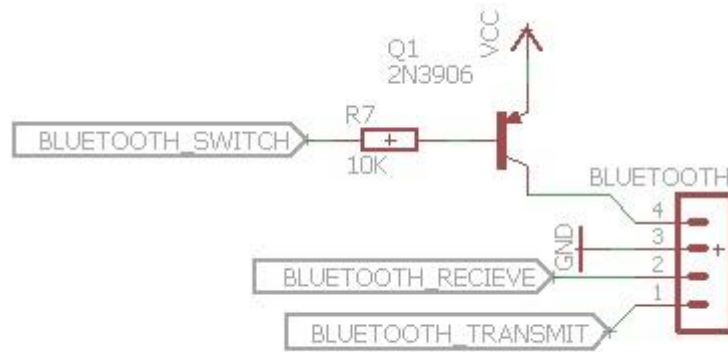 VCC
Q1
2N3906
R7
BLUETOOTH_SWITCH
10K
BLUETOOTH
4
3
GND
2
BLUETOOTH_RECIEVE
1
BLUETOOTH_TRANSMIT